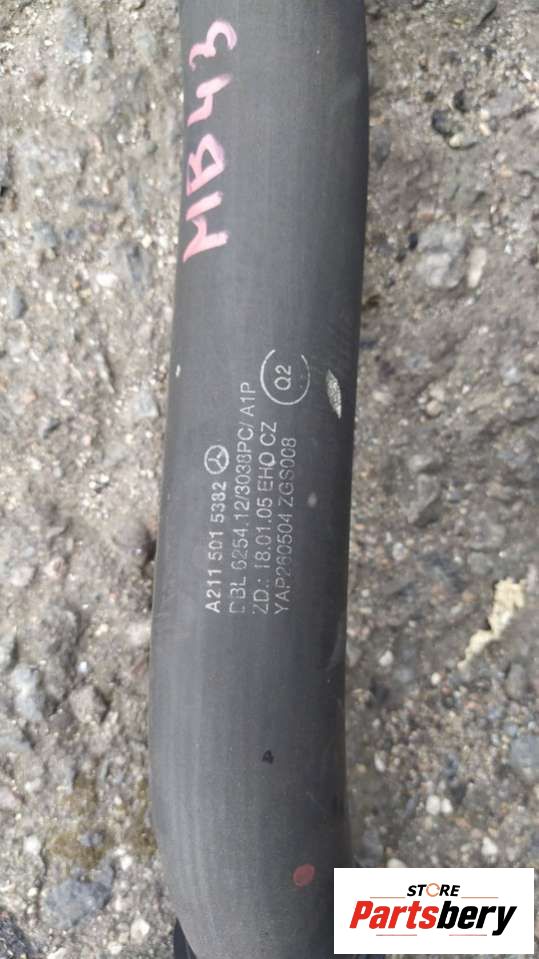 MB43
A211 501 5382
DBL 6254.12/3038PC/ A1P
ZD.: 18.01.05 EHO CZ
YAP260504 ZGS008
Q2
STORE
Partsbery